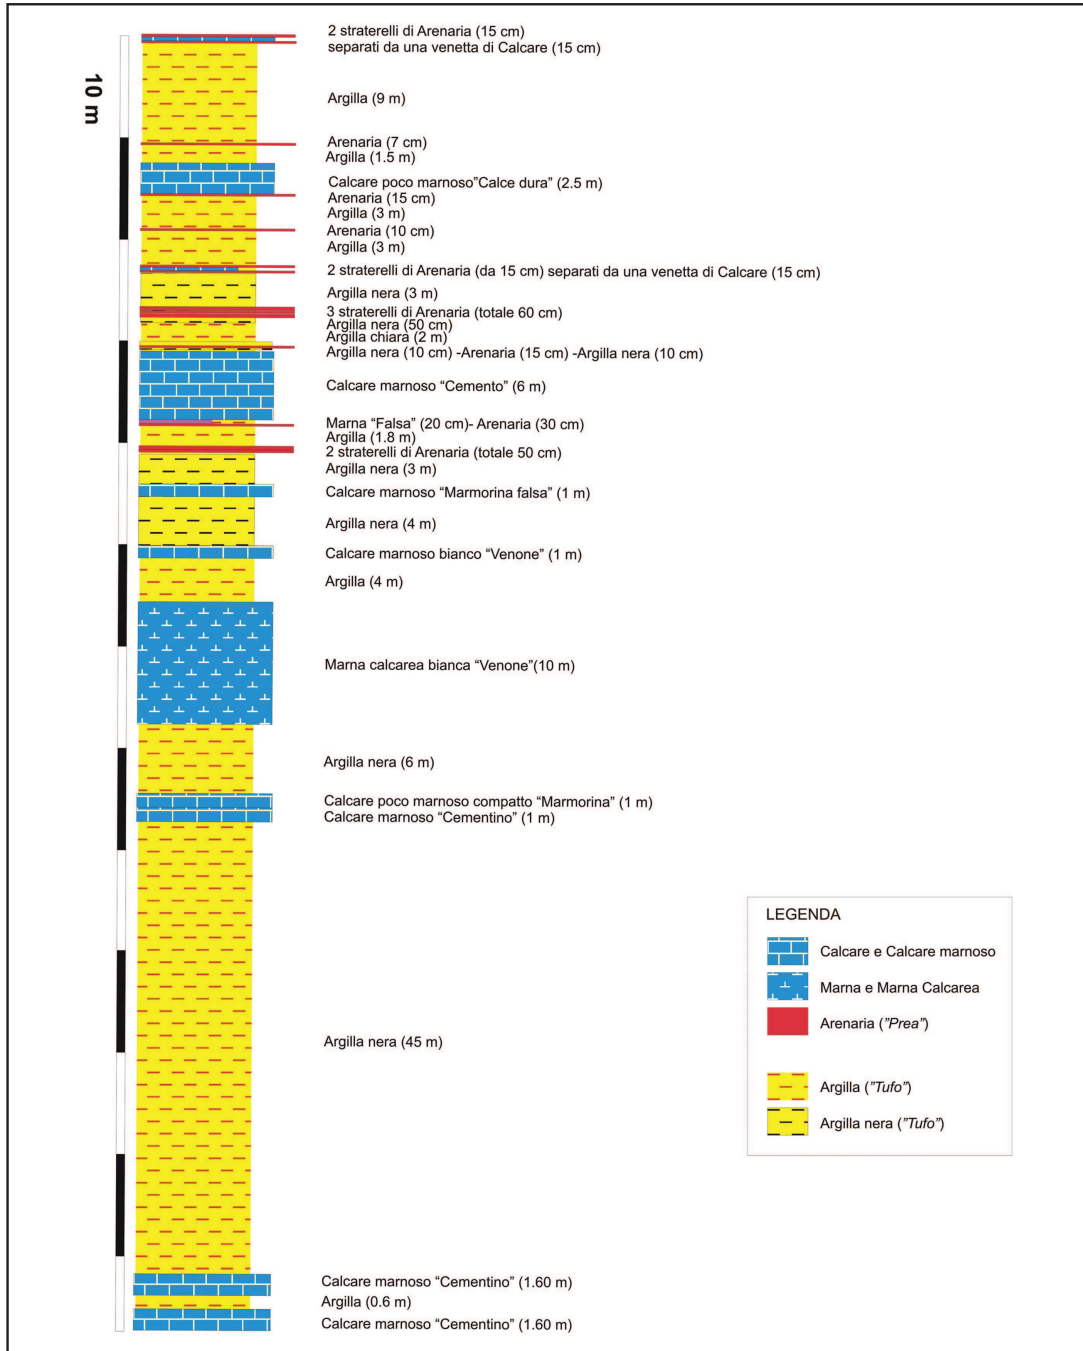 2 straterelli di Arenaria (15 cm)
separati da una venetta di Calcare (15 cm)
10 m
Argilla (9 m)
Arenaria (7 cm)
Argilla (1.5 m)
Calcare poco marnoso"Calce dura” (2.5 m)
Arenaria (15 cm)
Argilla (3 m)
Arenaria (10 cm)
Argilla (3 m)
2 straterelli di Arenaria (da 15 cm) separati da una venetta di Calcare (15 cm)
Argilla nera (3 m)
3 straterelli di Arenaria (totale 60 cm)
Argilla nera (50 cm)
Argilla chiara (2 m)
Argilla nera (10 cm) -Arenaria (15 cm) -Argilla nera (10 cm)
Calcare marnoso “Cemento” (6 m)
Marna “Falsa” (20 cm)- Arenaria (30 cm)
Argilla (1.8 m)
2 straterelli di Arenaria (totale 50 cm)
Argilla nera (3 m)
Calcare marnoso “Marmorina falsa” (1 m)
Argilla nera (4 m)
Calcare marnoso bianco “Venone” (1 m)
Argilla (4 m)
Marna calcarea bianca “Venone”(10 m)
Argilla nera (6 m)
Calcare poco marnoso compatto “Marmorina” (1 m)
Calcare marnoso “Cementino” (1 m)
Argilla nera (45 m)
Calcare marnoso “Cementino” (1.60 m)
Argilla (0.6 m)
Calcare marnoso “Cementino” (1.60 m)
LEGENDA
Calcare e Calcare marnoso
Marna e Marna Calcarea
Arenaria (”Prea”)
Argilla (”Tufo”)
Argilla nera (”Tufo”)